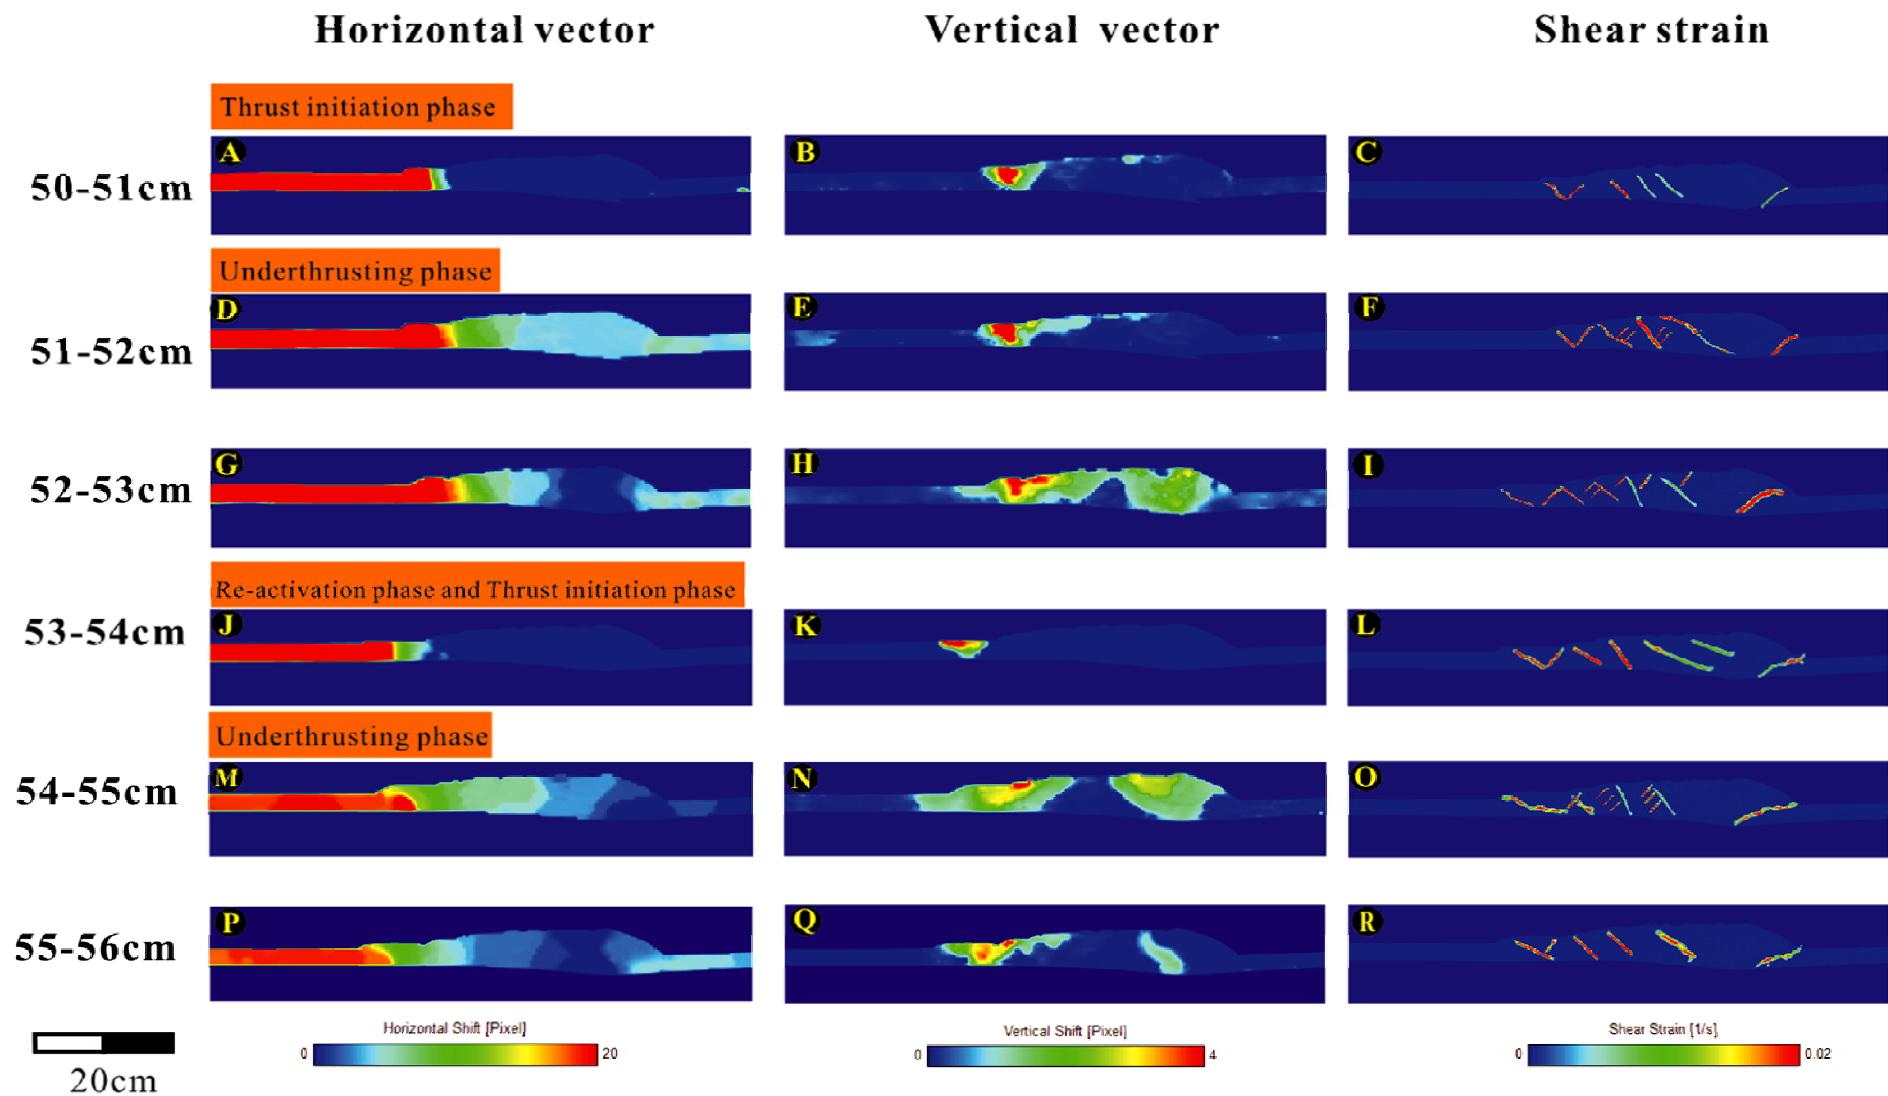 Horizontal vector Vertical vector Shear strain
Thrust initiation phase
50-51cm A B C
Underthrusting phase
51-52cm D E F
52-53cm G H I
Re-activation phase and Thrust initiation phase
53-54cm J K L
Underthrusting phase
54-55cm M N O
55-56cm P Q R
Horizontal Shift [Pixel] Vertical Shift [Pixel] Shear Strain [1/s]
0 20 0 4 0 0.02
20cm